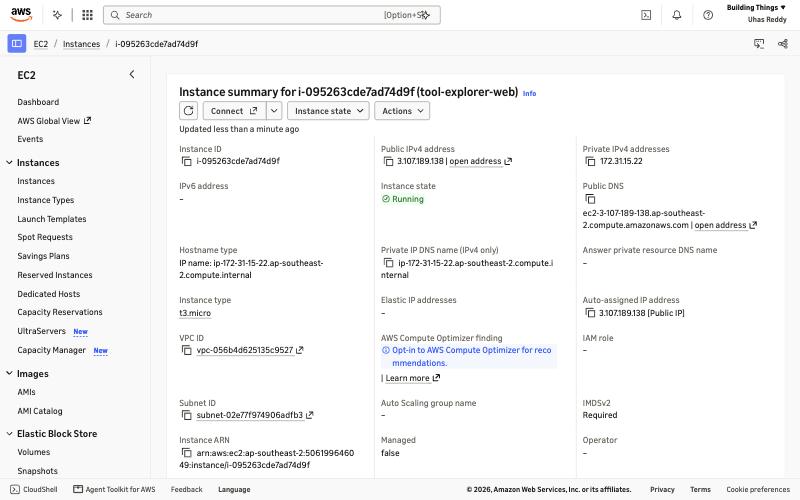 aws
Search
[Option+S]
Building Things ▼
Uhas Reddy
EC2 / Instances / i-095263cde7ad74d9f
EC2
Dashboard
AWS Global View
Events
Instances
Instances
Instance Types
Launch Templates
Spot Requests
Savings Plans
Reserved Instances
Dedicated Hosts
Capacity Reservations
UltraServers New
Capacity Manager New
Images
AMIs
AMI Catalog
Elastic Block Store
Volumes
Snapshots
Instance summary for i-095263cde7ad74d9f (tool-explorer-web) Info
Connect
Instance state
Actions
Updated less than a minute ago
Instance ID
i-095263cde7ad74d9f
Public IPv4 address
3.107.189.138 | open address
Private IPv4 addresses
172.31.15.22
IPv6 address
–
Instance state
Running
Public DNS
ec2-3-107-189-138.ap-southeast-
2.compute.amazonaws.com | open address
Hostname type
IP name: ip-172-31-15-22.ap-southeast-
2.compute.internal
Private IP DNS name (IPv4 only)
ip-172-31-15-22.ap-southeast-2.compute.i
nternal
Answer private resource DNS name
–
Instance type
t3.micro
Elastic IP addresses
–
Auto-assigned IP address
3.107.189.138 [Public IP]
VPC ID
vpc-056b4d625135c9527
AWS Compute Optimizer finding
Opt-in to AWS Compute Optimizer for reco
mmendations.
| Learn more
IAM role
–
Subnet ID
subnet-02e77f974906adfb3
Auto Scaling group name
–
IMDSv2
Required
Instance ARN
arn:aws:ec2:ap-southeast-2:5061996460
49:instance/i-095263cde7ad74d9f
Managed
false
Operator
–
CloudShell
Agent Toolkit for AWS
Feedback
Language
© 2026, Amazon Web Services, Inc. or its affiliates.
Privacy
Terms
Cookie preferences